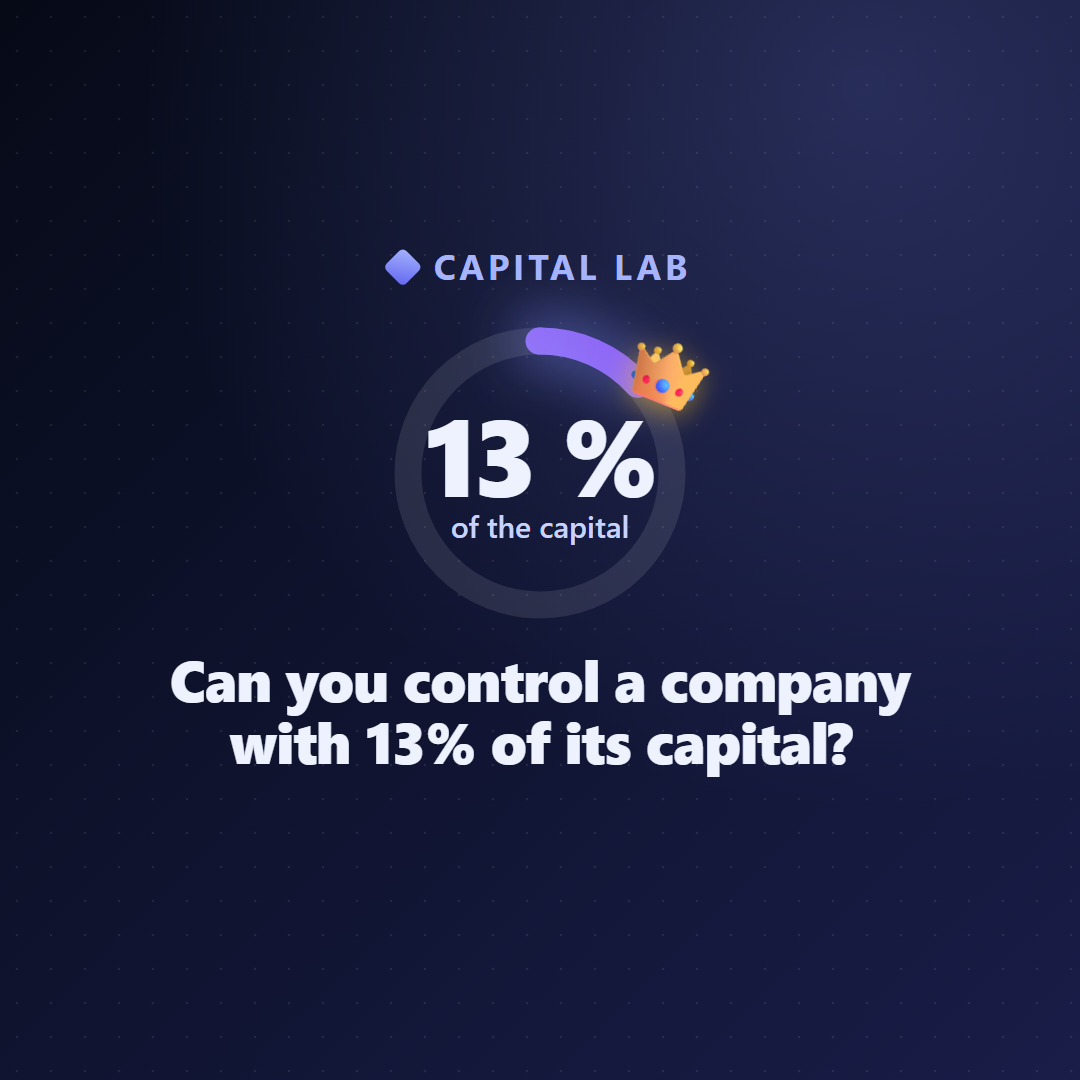 CAPITAL LAB
13 %
of the capital
Can you control a company
with 13% of its capital?